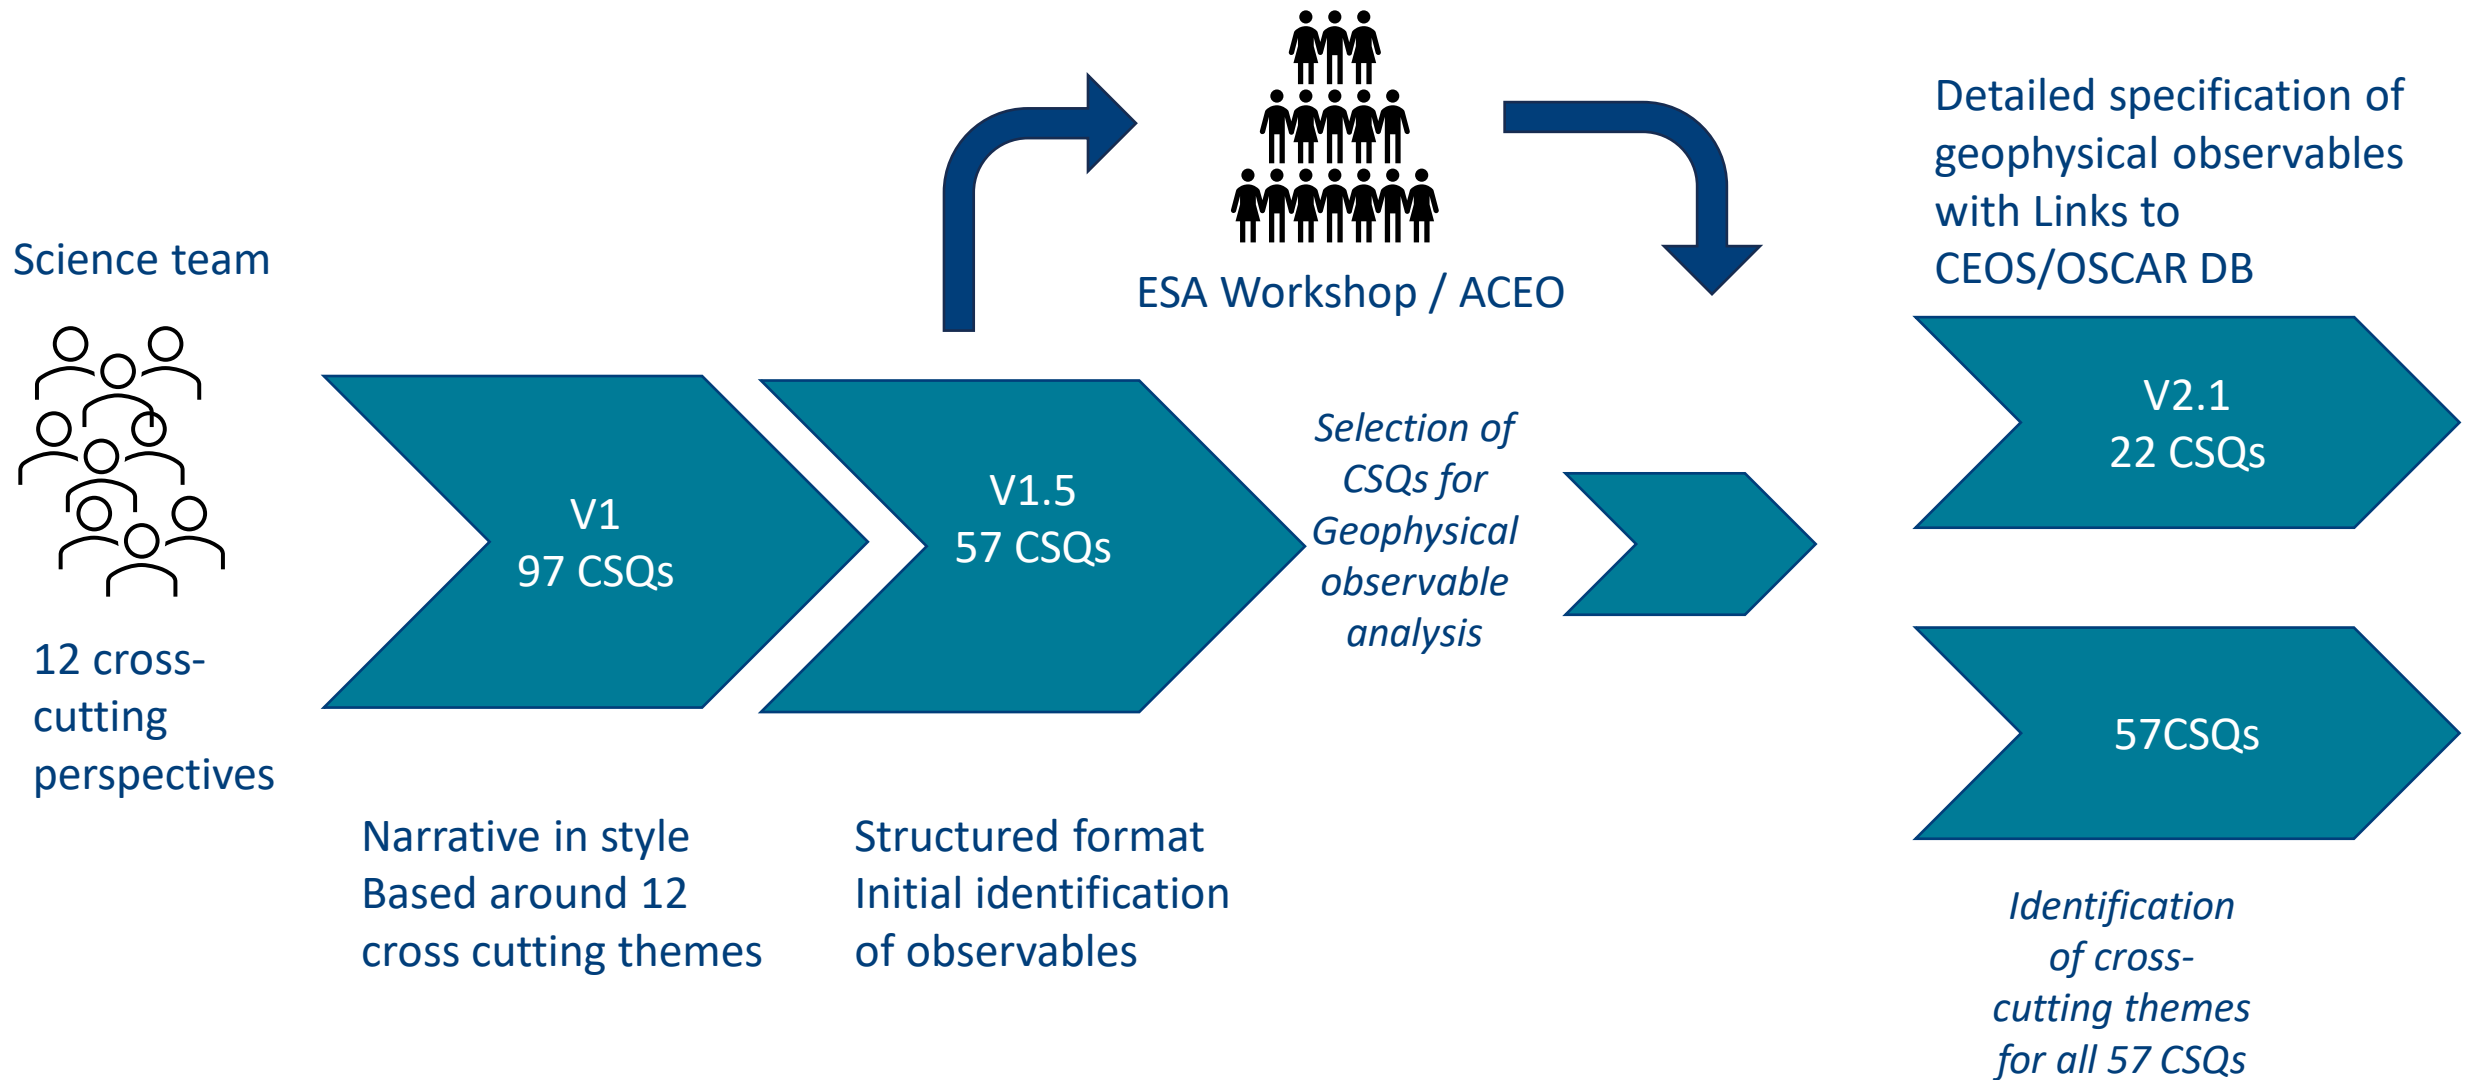 Science team
12 cross-
cutting
perspectives
V1
97 CSQs
Narrative in style
Based around 12
cross cutting themes
V1.5
57 CSQs
Structured format
Initial identification
of observables
ESA Workshop / ACEO
Selection of
CSQs for
Geophysical
observable
analysis
Detailed specification of
geophysical observables
with Links to
CEOS/OSCAR DB
V2.1
22 CSQs
57CSQs
Identification
of cross-
cutting themes
for all 57 CSQs